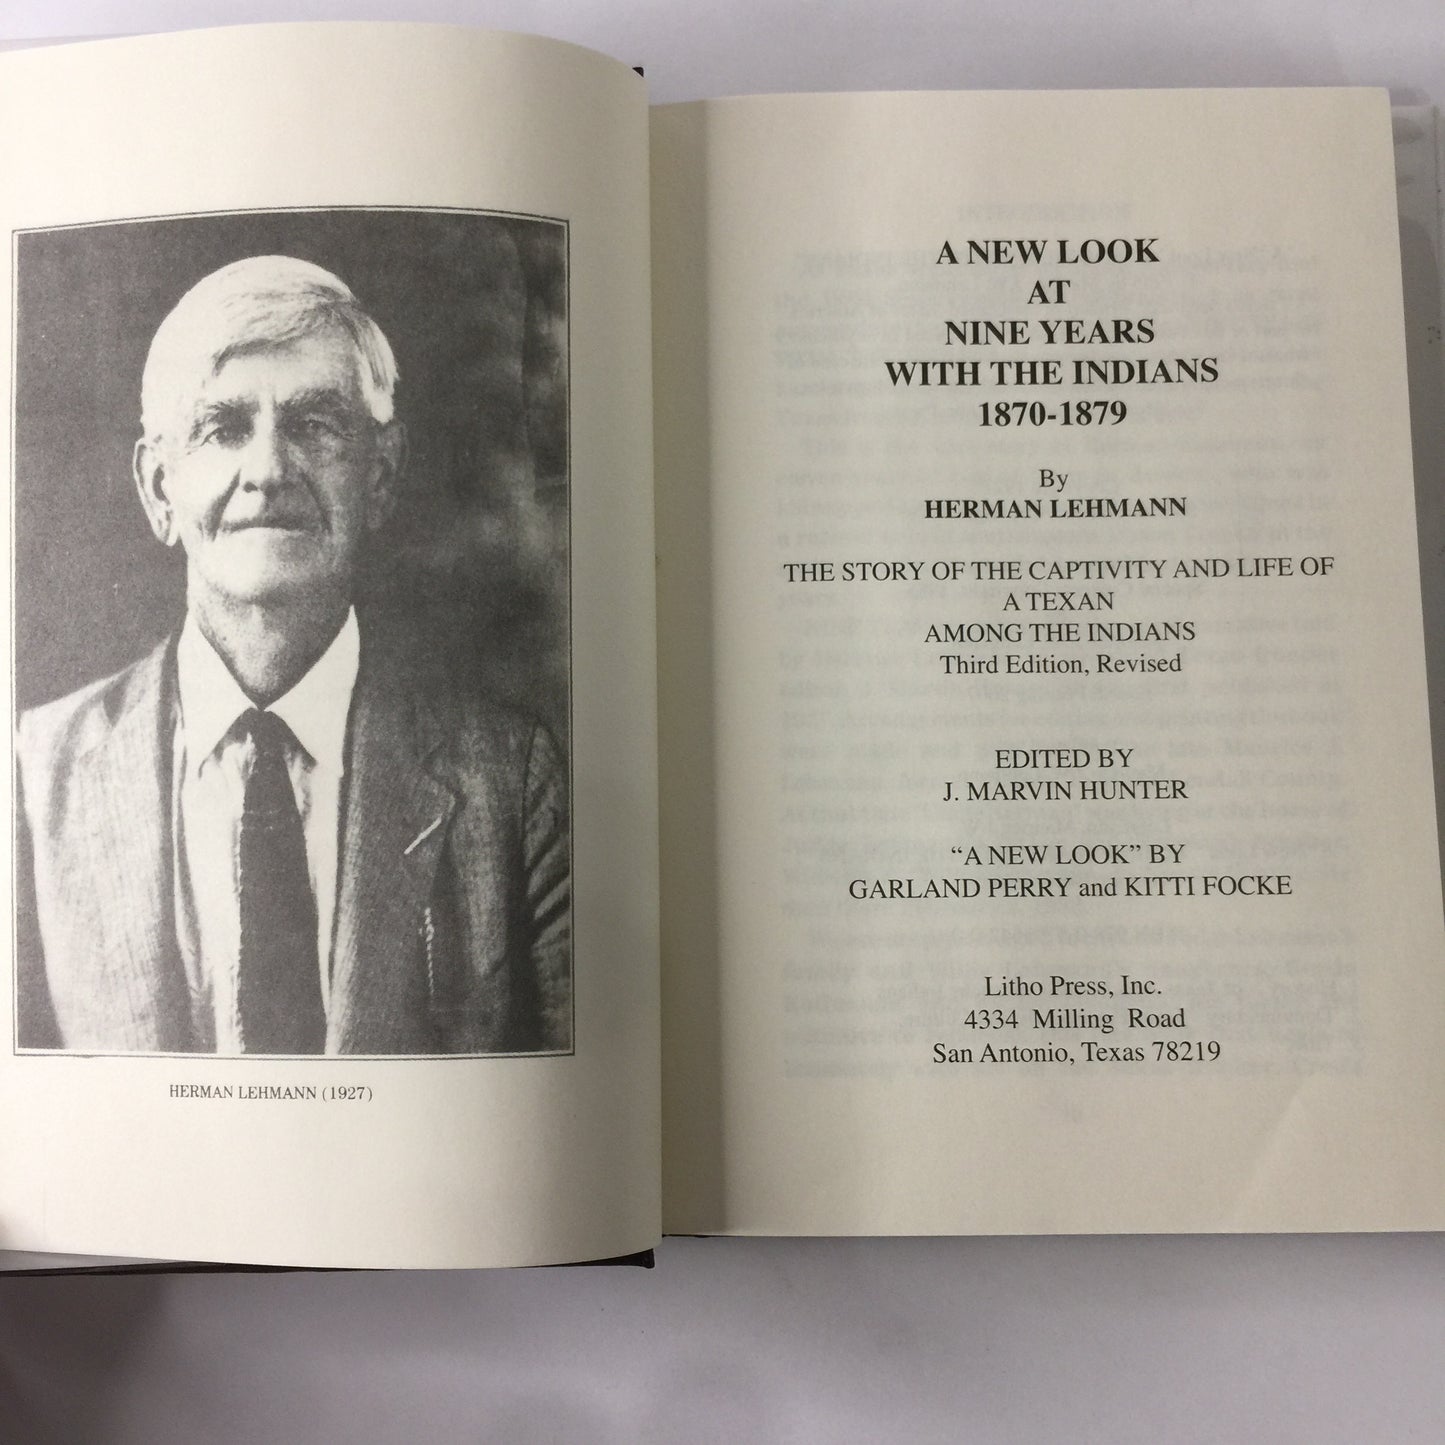 HERMAN LEHMANN (1927)
A NEW LOOK
AT
NINE YEARS
WITH THE INDIANS
1870-1879
By
HERMAN LEHMANN
THE STORY OF THE CAPTIVITY AND LIFE OF
A TEXAN
AMONG THE INDIANS
Third Edition, Revised
EDITED BY
J. MARVIN HUNTER
“A NEW LOOK” BY
GARLAND PERRY and KITTI FOCKE
Litho Press, Inc.
4334 Milling Road
San Antonio, Texas 78219